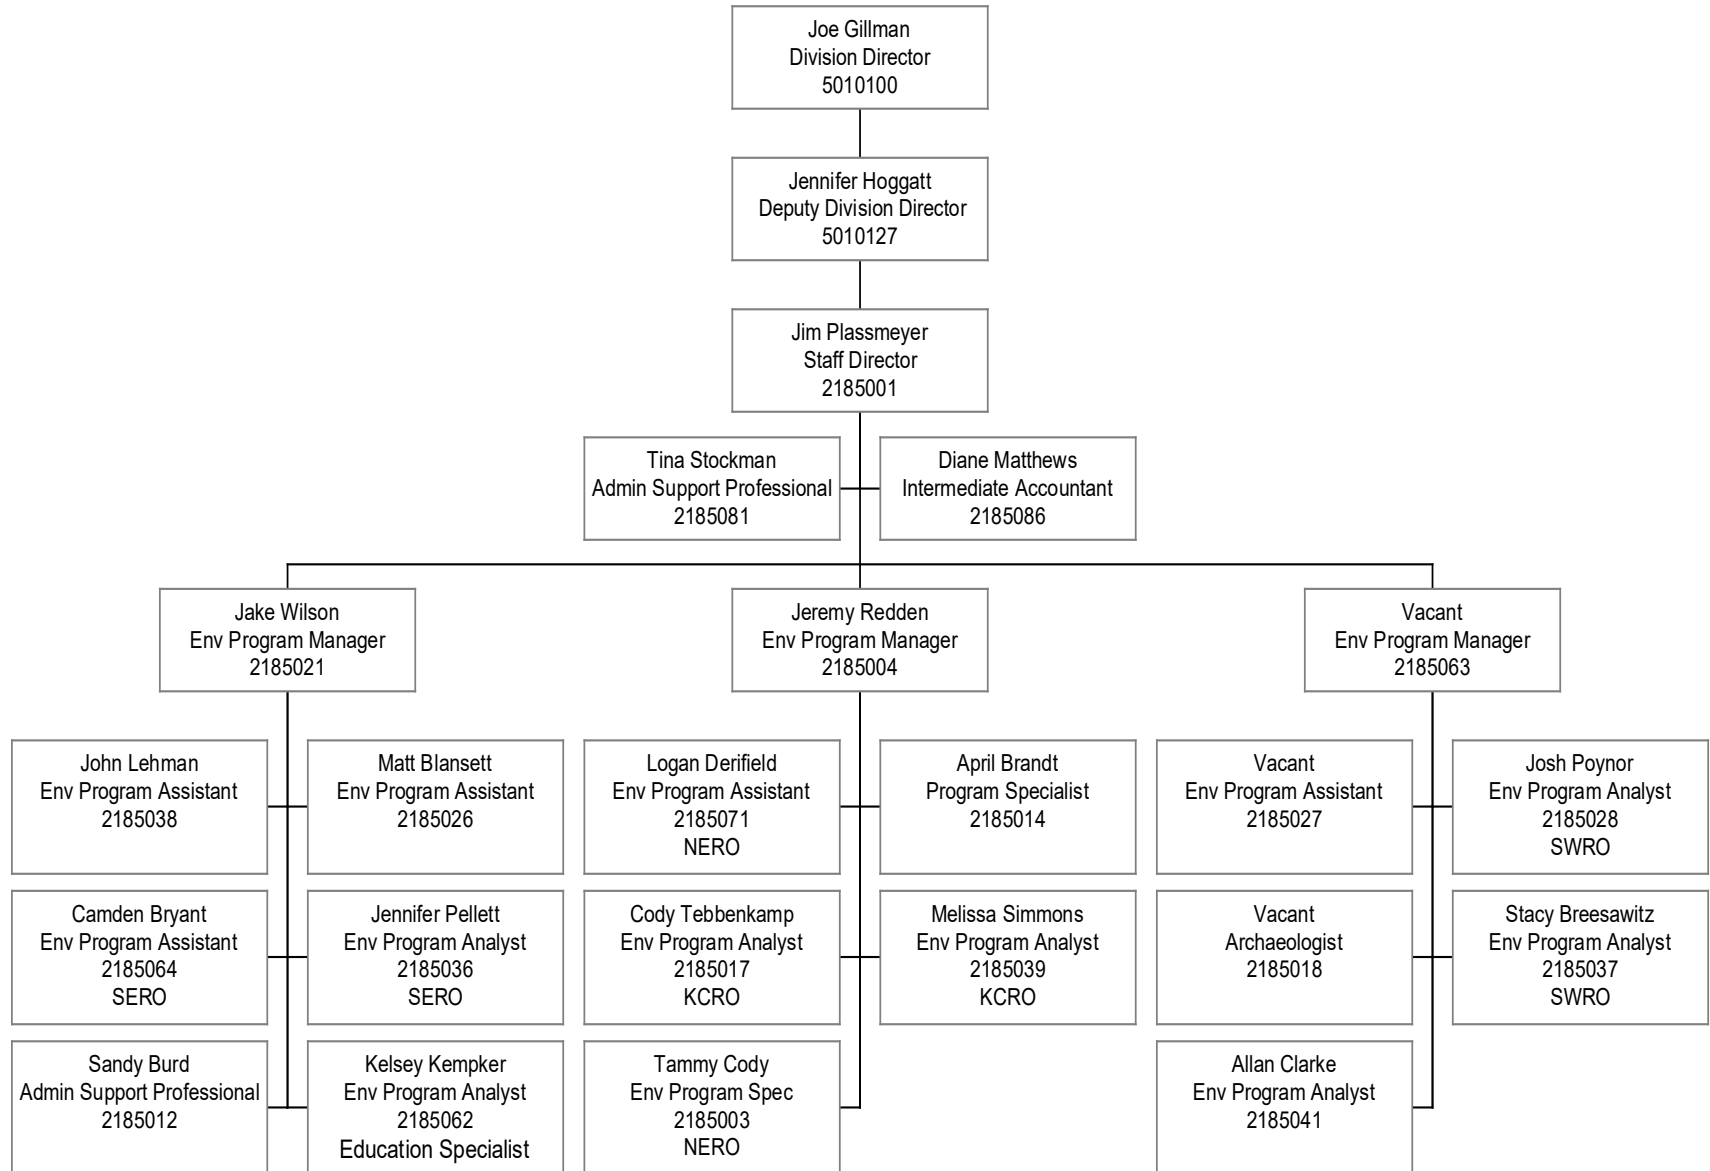 Joe Gillman
Division Director
5010100
Jennifer Hoggatt
Deputy Division Director
5010127
Jim Plassmeyer
Staff Director
2185001
Tina Stockman
Admin Support Professional
2185081
Diane Matthews
Intermediate Accountant
2185086
Jake Wilson
Env Program Manager
2185021
Jeremy Redden
Env Program Manager
2185004
Vacant
Env Program Manager
2185063
John Lehman
Env Program Assistant
2185038
Matt Blansett
Env Program Assistant
2185026
Logan Derifield
Env Program Assistant
2185071
NERO
April Brandt
Program Specialist
2185014
Vacant
Env Program Assistant
2185027
Josh Poynor
Env Program Analyst
2185028
SWRO
Camden Bryant
Env Program Assistant
2185064
SERO
Jennifer Pellett
Env Program Analyst
2185036
SERO
Cody Tebbenkamp
Env Program Analyst
2185017
KCRO
Melissa Simmons
Env Program Analyst
2185039
KCRO
Vacant
Archaeologist
2185018
Stacy Breesawitz
Env Program Analyst
2185037
SWRO
Sandy Burd
Admin Support Professional
2185012
Kelsey Kempker
Env Program Analyst
2185062
Education Specialist
Tammy Cody
Env Program Spec
2185003
NERO
Allan Clarke
Env Program Analyst
2185041